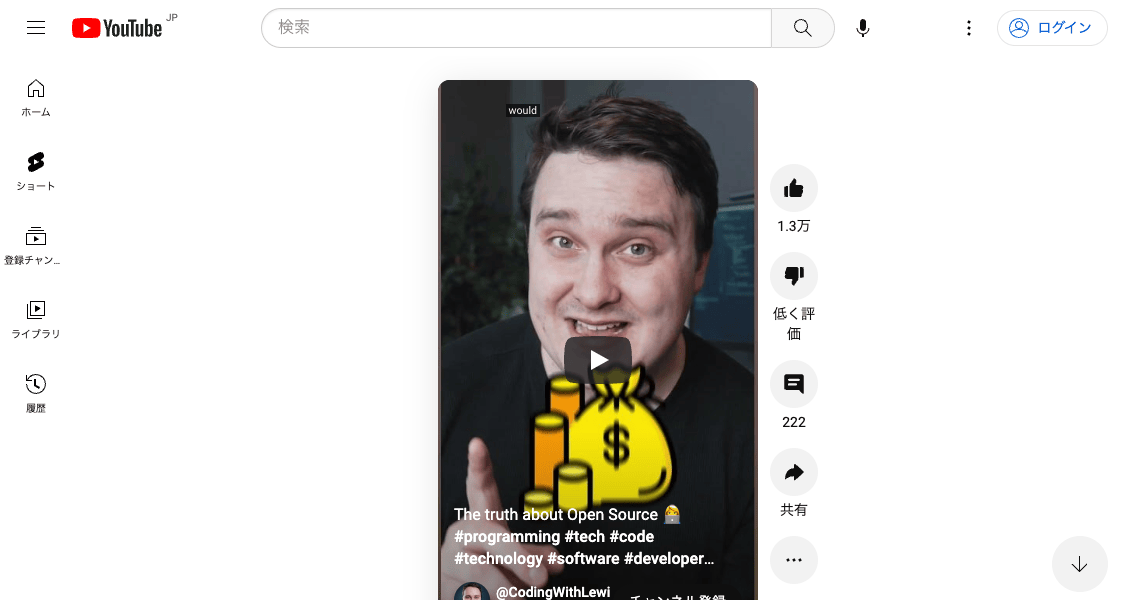 YouTube JP
検索
ログイン
ホーム
ショート
登録チャン...
ライブラリ
履歴
would
$
The truth about Open Source
#programming #tech #code
#technology #software #developer...
@CodingWithLewi
チャンネル登録
1.3万
低く評
価
222
共有